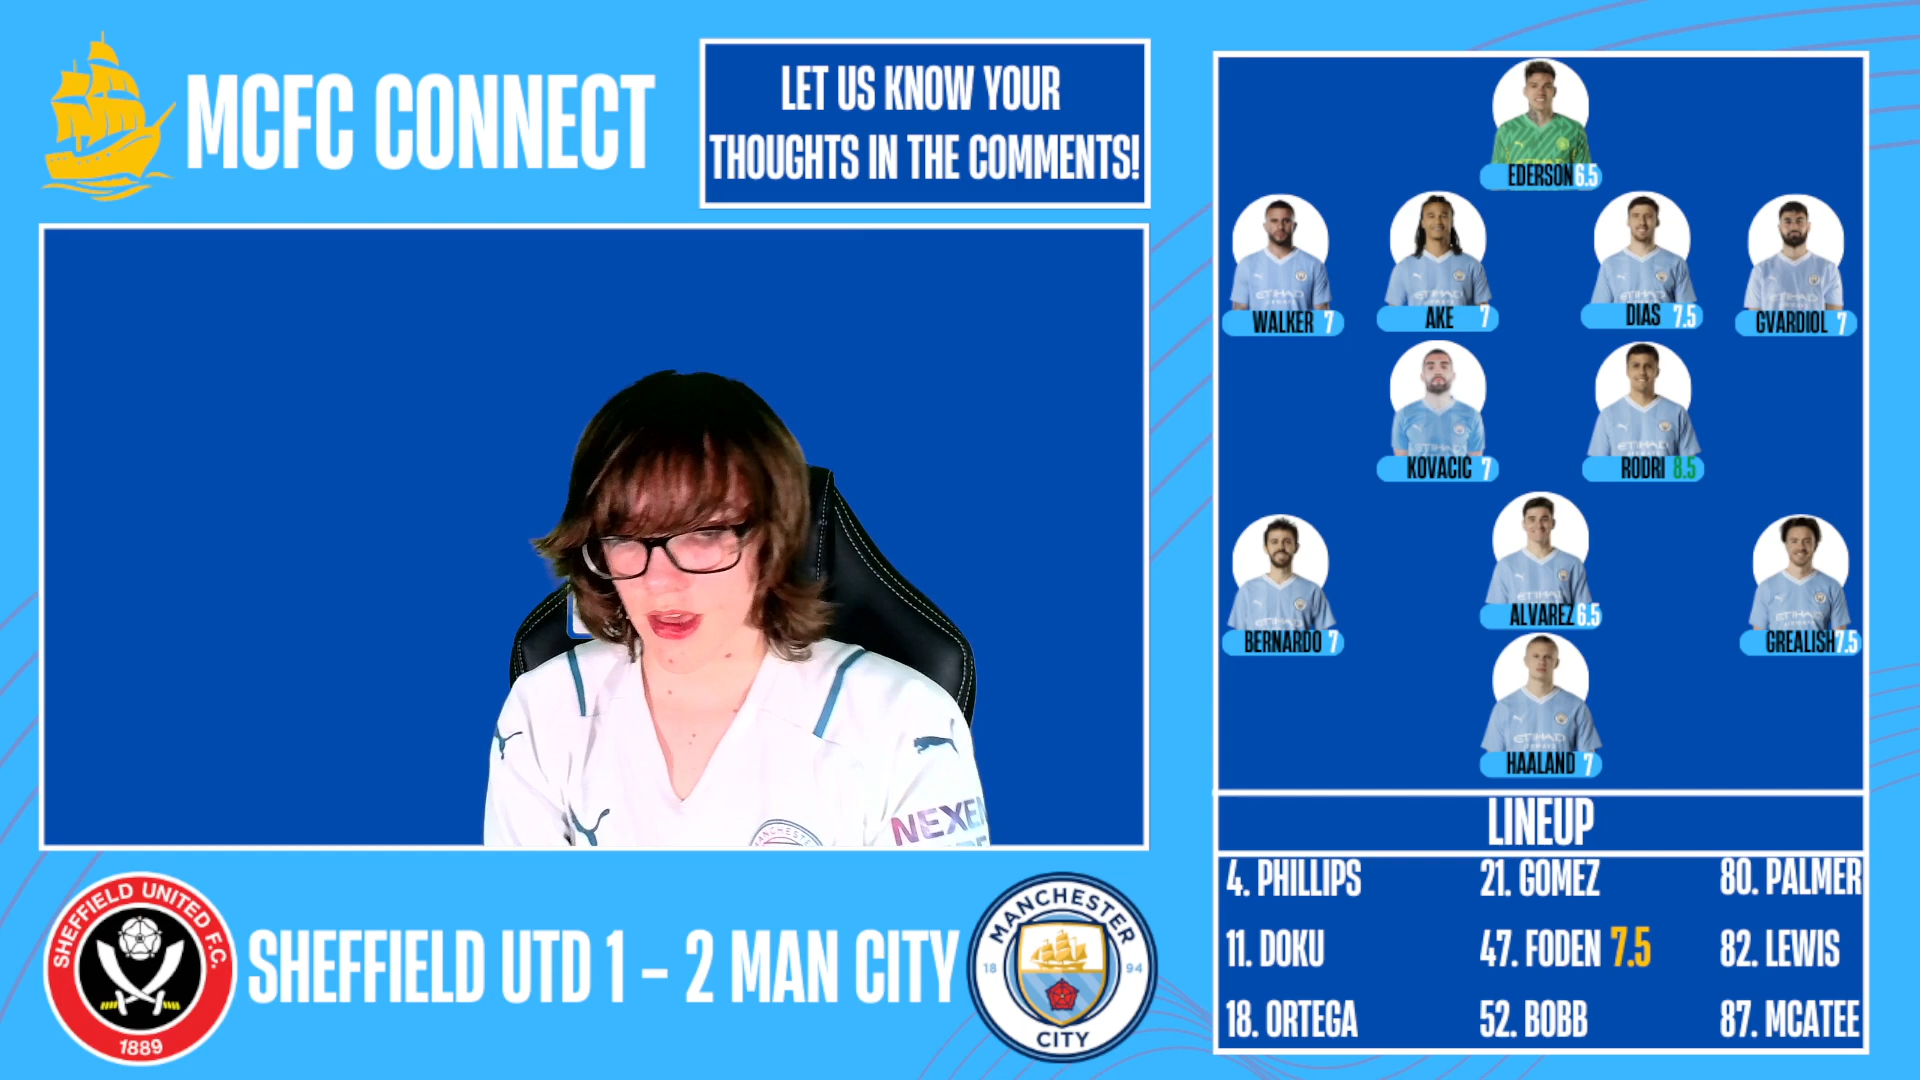 MCFC CONNECT
LET US KNOW YOUR
THOUGHTS IN THE COMMENTS!
EDERSON 6.5
WALKER 7
AKE 7
DIAS 7.5
GVARDIOL 7
KOVACIC 7
RODRI 8.5
BERNARDO 7
ALVAREZ 6.5
GREALISH 7.5
HAALAND 7
LINEUP
4. PHILLIPS
21. GOMEZ
80. PALMER
11. DOKU
47. FODEN 7.5
82. LEWIS
18. ORTEGA
52. BOBB
87. MCATEE
NEXEN
MANCHESTER
SHEFFIELD UNITED F.C.
1889
SHEFFIELD UTD 1 - 2 MAN CITY
MANCHESTER
18 94
CITY